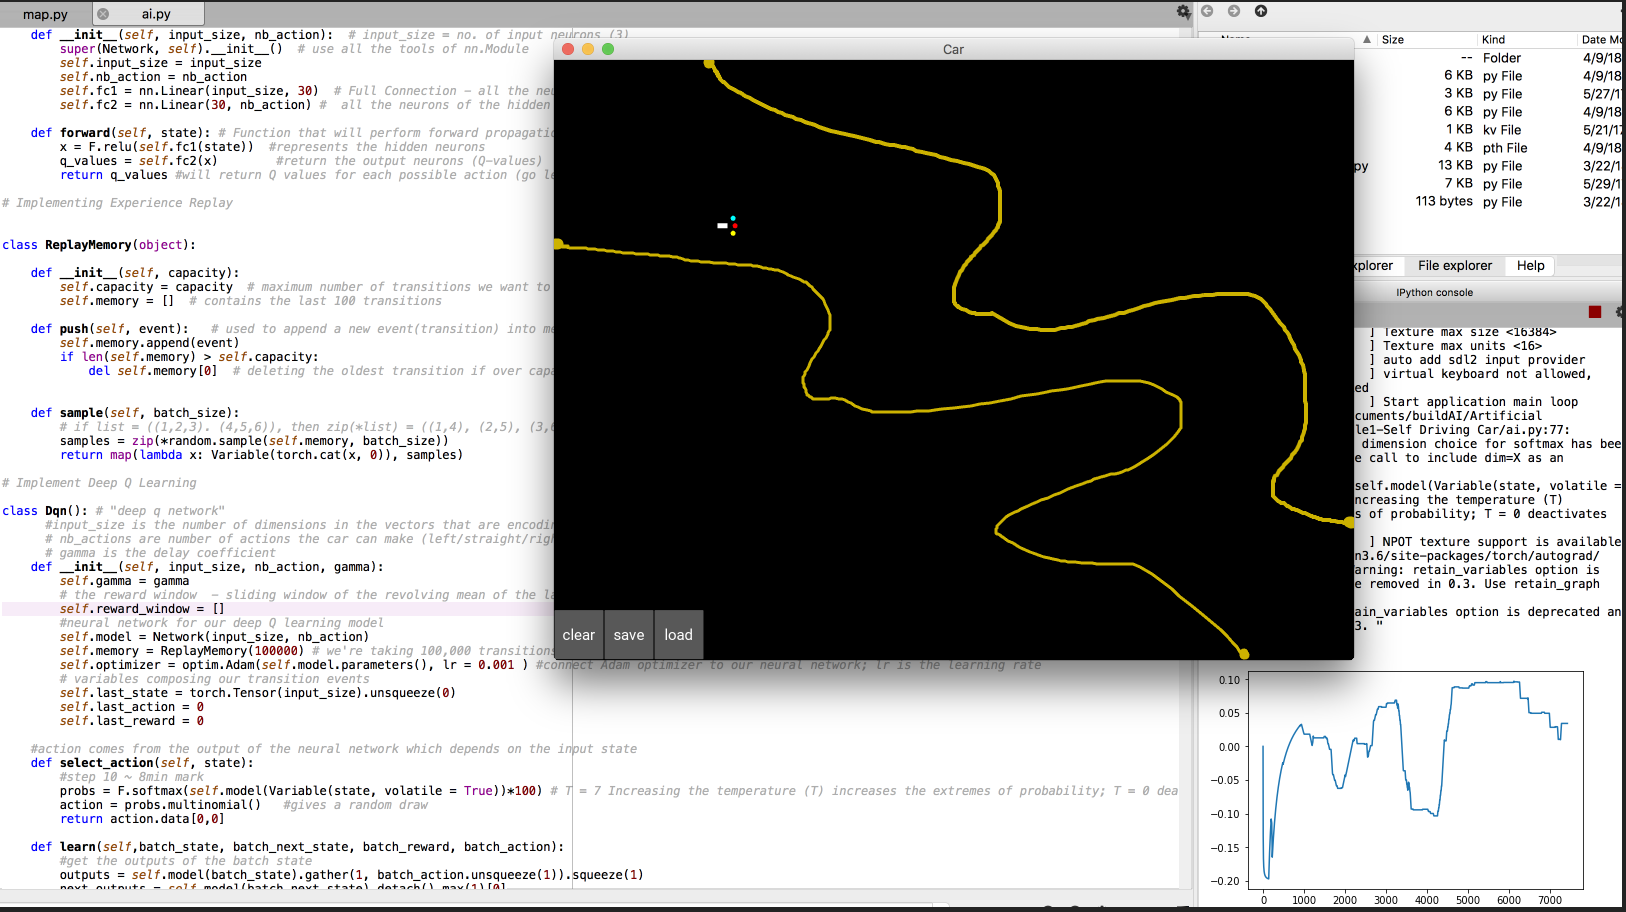 map.py
ai.py
def __init__(self, input_size, nb_action):  # input_size = no. of input neurons (3)
super(Network, self).__init__()  # use all the tools of nn.Module
self.input_size = input_size
self.nb_action = nb_action
self.fc1 = nn.Linear(input_size, 30)  # Full Connection - all the
self.fc2 = nn.Linear(30, nb_action) #  all the neurons of the hidden
def forward(self, state): # Function that will perform forward
x = F.relu(self.fc1(state))  #represents the hidden neurons
q_values = self.fc2(x)        #return the output neurons (Q-values)
return q_values #will return Q values for each possible action (go
# Implementing Experience Replay
class ReplayMemory(object):
def __init__(self, capacity):
self.capacity = capacity  # maximum number of transitions we want to
self.memory = []  # contains the last 100 transitions
def push(self, event):   # used to append a new event(transition) into
self.memory.append(event)
if len(self.memory) > self.capacity:
del self.memory[0]  # deleting the oldest transition if over
def sample(self, batch_size):
# if list = ((1,2,3). (4,5,6)), then zip(*list) = ((1,4), (2,5),
samples = zip(*random.sample(self.memory, batch_size))
return map(lambda x: Variable(torch.cat(x, 0)), samples)
# Implement Deep Q Learning
class Dqn(): # "deep q network"
#input_size is the number of dimensions in the vectors that are
# nb_actions are number of actions the car can make
# gamma is the delay coefficient
def __init__(self, input_size, nb_action, gamma):
self.gamma = gamma
# the reward window  - sliding window of the revolving mean of the
self.reward_window = []
#neural network for our deep Q learning model
self.model = Network(input_size, nb_action)
self.memory = ReplayMemory(100000) # we're taking 100,000 transitions
self.optimizer = optim.Adam(self.model.parameters(), lr = 0.001 ) #connect Adam optimizer to our neural network; lr is the learning rate
# variables composing our transition events
self.last_state = torch.Tensor(input_size).unsqueeze(0)
self.last_action = 0
self.last_reward = 0
#action comes from the output of the neural network which depends on the input state
def select_action(self, state):
#step 10 ~ 8min mark
probs = F.softmax(self.model(Variable(state, volatile = True))*100) # T = 7 Increasing the temperature (T) increases the extremes of probability; T = 0 dea
action = probs.multinomial()   #gives a random draw
return action.data[0,0]
def learn(self,batch_state, batch_next_state, batch_reward, batch_action):
#get the outputs of the batch state
outputs = self.model(batch_state).gather(1, batch_action.unsqueeze(1)).squeeze(1)
next_outputs = self.model(batch_next_state).detach().max(1)[0]
Car
clear
save
load
Name Size Kind Date Mo
-- Folder 4/9/18
6 KB py File 4/9/18
3 KB py File 5/27/1
6 KB py File 4/9/18
1 KB kv File 5/21/1
4 KB pth File 4/9/18
py 13 KB py File 3/22/1
7 KB py File 5/29/1
113 bytes py File 3/22/1
xplorer
File explorer
Help
IPython console
] Texture max size <16384>
] Texture max units <16>
] auto add sdl2 input provider
] virtual keyboard not allowed,
ed
] Start application main loop
cuments/buildAI/Artificial
le1-Self Driving Car/ai.py:77:
dimension choice for softmax has bee
e call to include dim=X as an
self.model(Variable(state, volatile =
ncreasing the temperature (T)
s of probability; T = 0 deactivates
] NPOT texture support is available
n3.6/site-packages/torch/autograd/
arning: retain_variables option is
e removed in 0.3. Use retain_graph
ain_variables option is deprecated an
3. "
0.10
0.05
0.00
-0.05
-0.10
-0.15
-0.20
0 1000 2000 3000 4000 5000 6000 7000